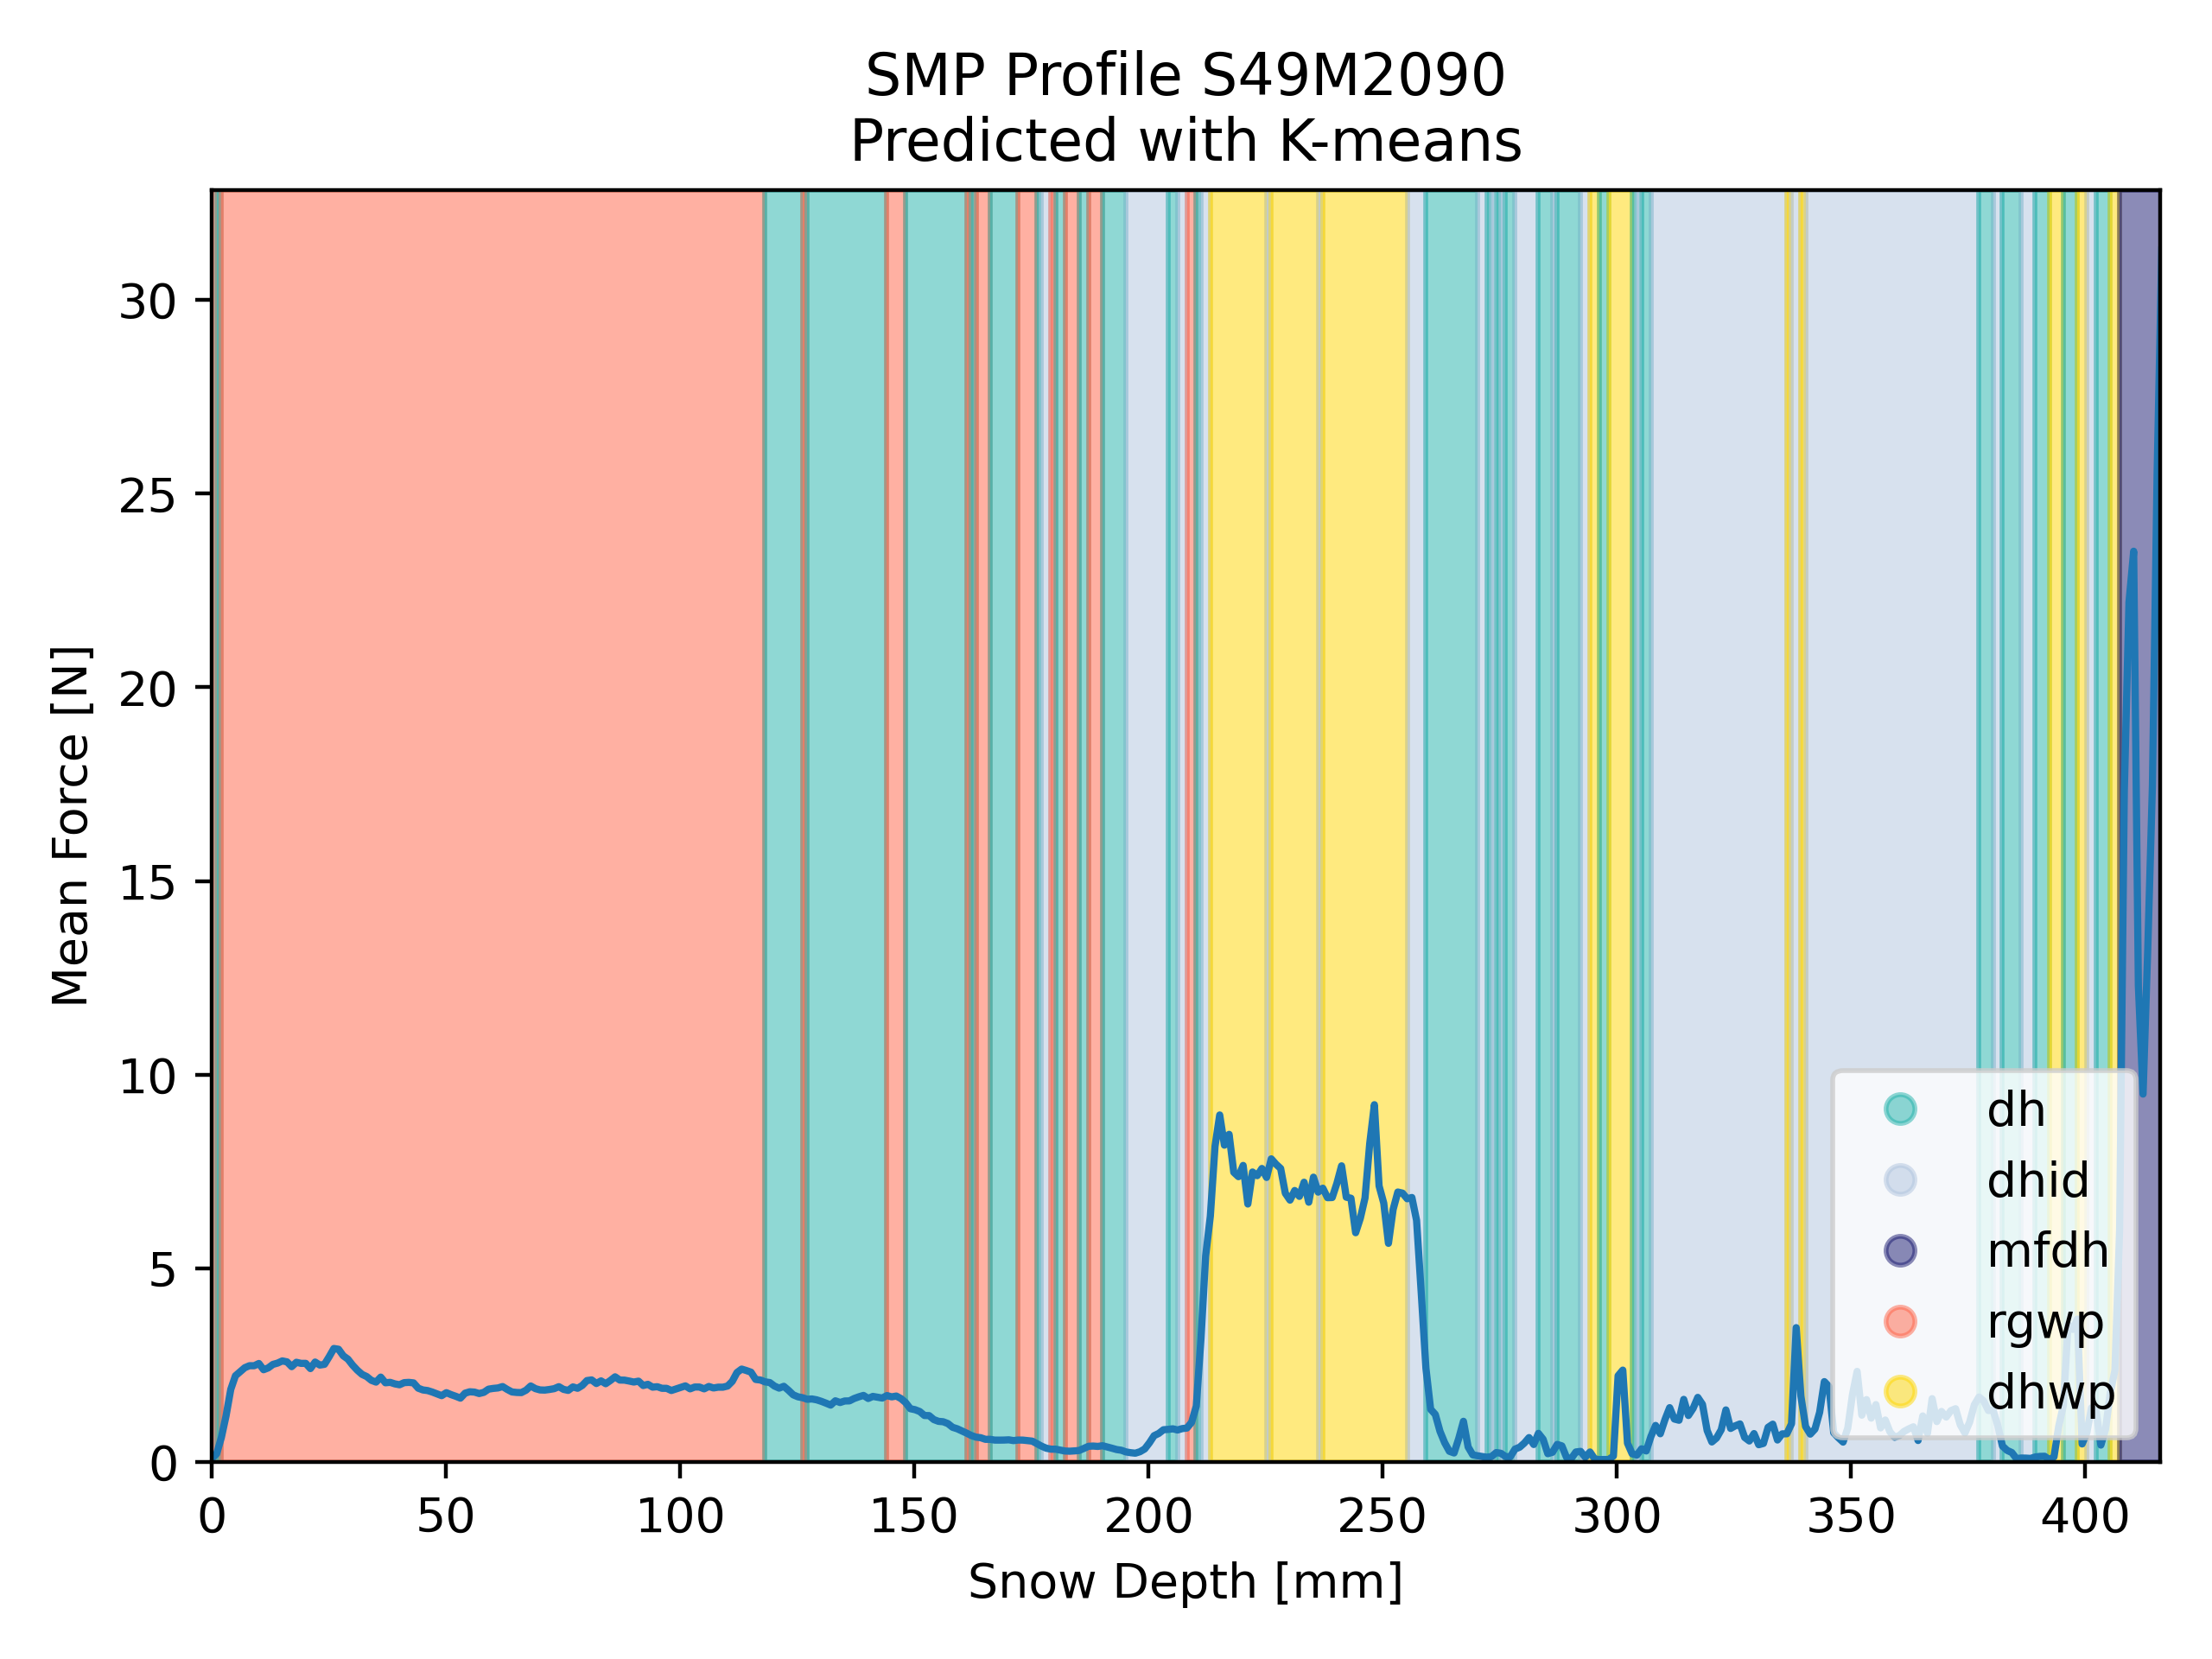 SMP Profile S49M2090
Predicted with K-means
Mean Force [N]
30
25
20
15
10
5
0
dh
dhid
mfdh
rgwp
dhwp
0 50 100 150 200 250 300 350 400
Snow Depth [mm]